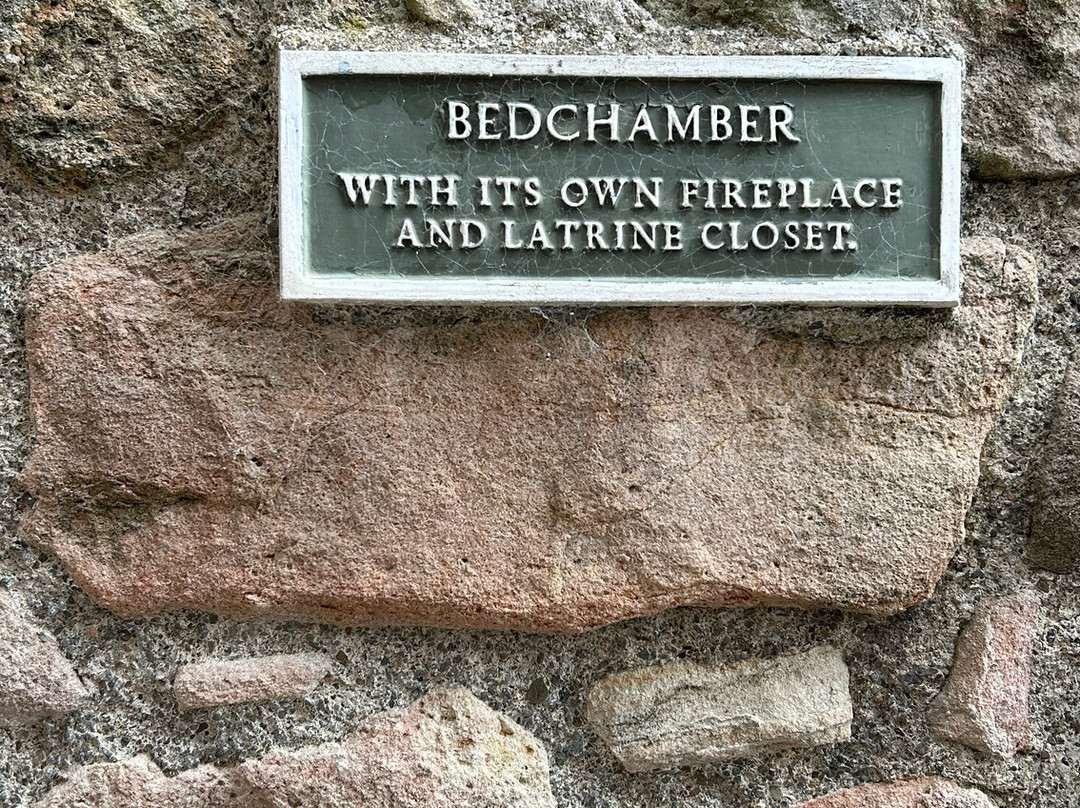 BEDCHAMBER
WITH ITS OWN FIREPLACE
AND LATRINE CLOSET.